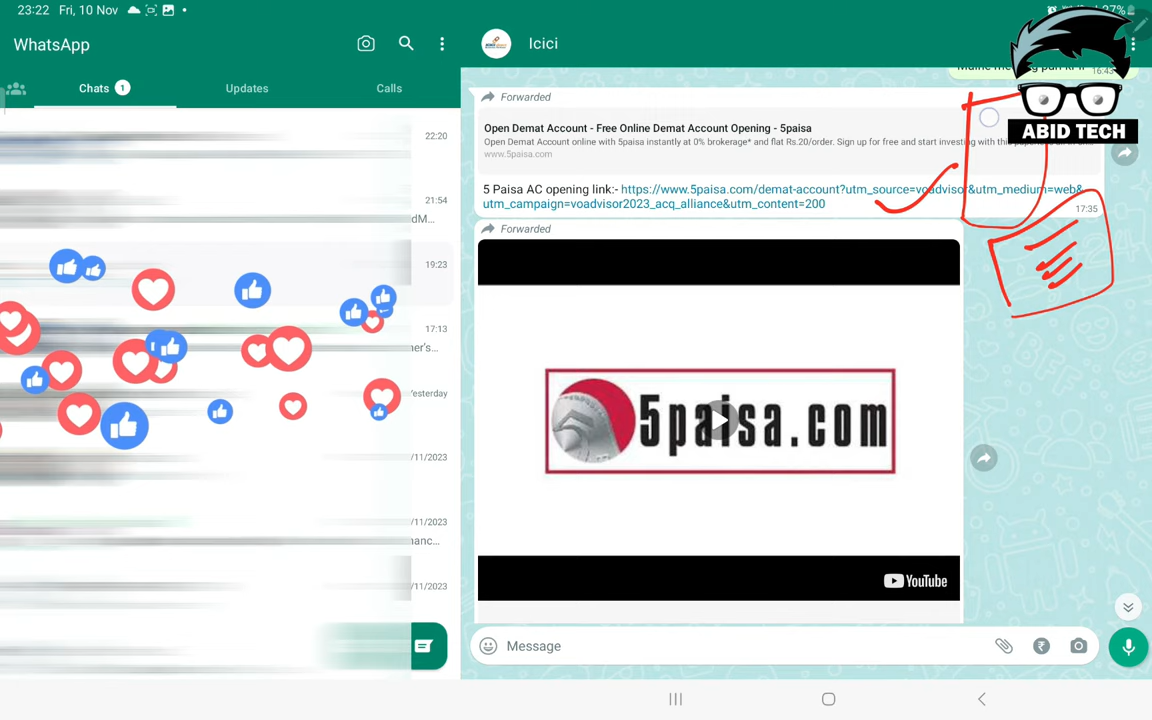 23:22 Fri, 10 Nov
WhatsApp
Chats 1
Updates
Calls
22:20
21:54
dM...
19:23
17:13
ner's...
Yesterday
/11/2023
/11/2023
nanc...
/11/2023
Icici
16:43
Forwarded
Open Demat Account - Free Online Demat Account Opening - 5paisa
Open Demat Account online with 5paisa instantly at 0% brokerage* and flat Rs.20/order. Sign up for free and start investing with
www.5paisa.com
5 Paisa AC opening link:- https://www.5paisa.com/demat-account?utm_source=voadvisor&utm_medium=web&
utm_campaign=voadvisor2023_acq_alliance&utm_content=200
17:35
Forwarded
5paisa.com
YouTube
Message
ABID TECH